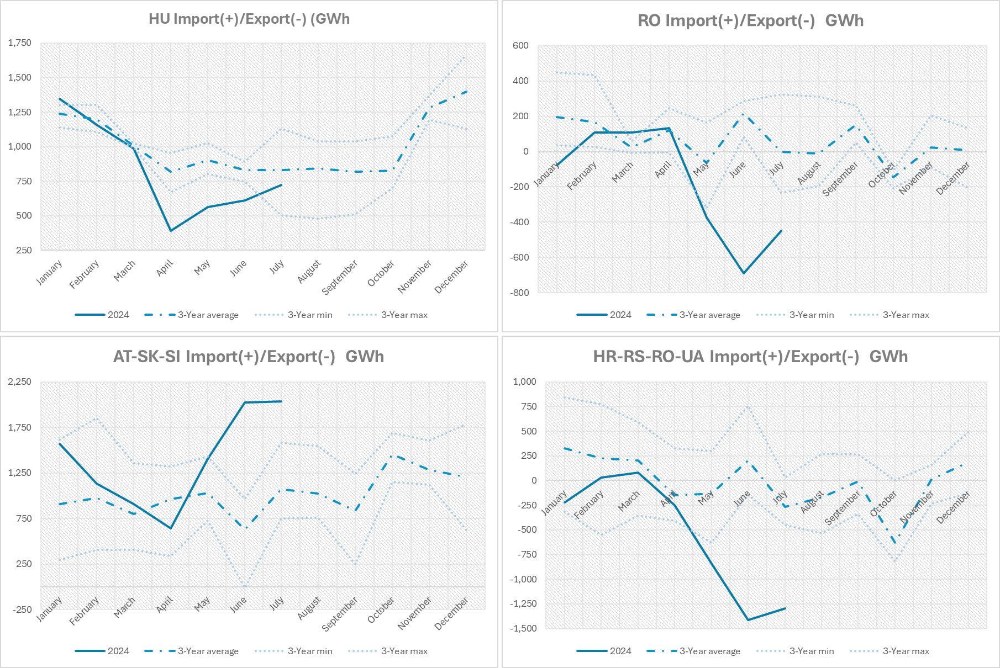 HU Import(+)/Export(-) (GWh
1,750
1,500
1,250
1,000
750
500
250
January
February
March
April
May
June
July
August
September
October
November
December
2024 3-Year average 3-Year min 3-Year max
RO Import(+)/Export(-) GWh
600
400
200
0
-200
-400
-600
-800
January
February
March
April
May
June
July
August
September
October
November
December
2024 3-Year average 3-Year min 3-Year max
AT-SK-SI Import(+)/Export(-) GWh
2,250
1,750
1,250
750
250
-250
January
February
March
April
May
June
July
August
September
October
November
December
2024 3-Year average 3-Year min 3-Year max
HR-RS-RO-UA Import(+)/Export(-) GWh
1,000
750
500
250
0
-250
-500
-750
-1,000
-1,250
-1,500
January
February
March
April
May
June
July
August
September
October
November
December
2024 3-Year average 3-Year min 3-Year max